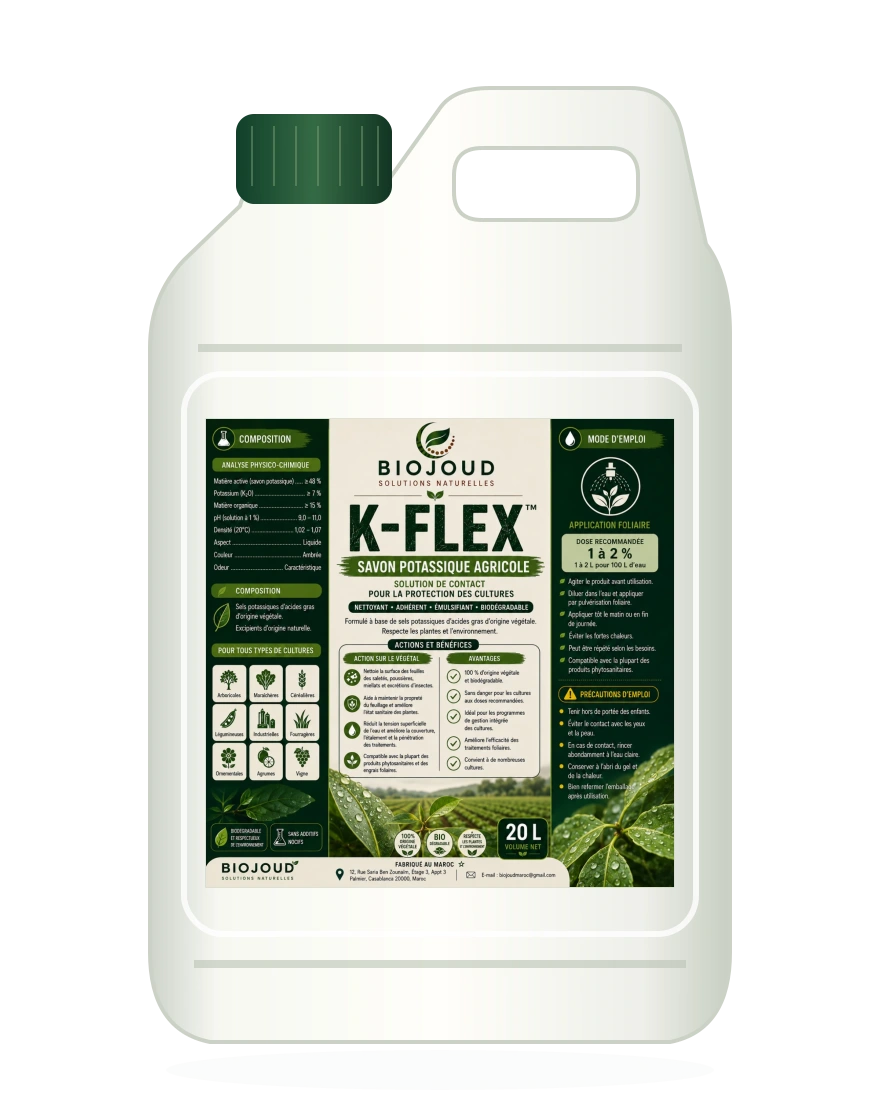 COMPOSITION
ANALYSE PHYSICO-CHIMIQUE
Matière active (savon potassique) .... ≥ 48 %
Potassium (K₂O) ........................ ≥ 7 %
Matière organique ..................... ≥ 15 %
pH (solution à 1 %) ................ 9,0 – 11,0
Densité (20°C) .................... 1,02 – 1,07
Aspect .................................. Liquide
Couleur ................................ Ambrée
Odeur ........................ Caractéristique
COMPOSITION
Sels potassiques d'acides gras
d'origine végétale.
Excipients d'origine naturelle.
POUR TOUS TYPES DE CULTURES
Arboricoles
Maraîchères
Céréalières
Légumineuses
Industrielles
Fourragères
Ornementales
Agrumes
Vigne
BIODÉGRADABLE
ET RESPECTUEUX
DE L'ENVIRONNEMENT
SANS ADDITIFS
NOCIFS
BIOJOUD
SOLUTIONS NATURELLES
K-FLEX™
SAVON POTASSIQUE AGRICOLE
SOLUTION DE CONTACT
POUR LA PROTECTION DES CULTURES
NETTOYANT • ADHÉRENT • ÉMULSIFIANT • BIODÉGRADABLE
Formulé à base de sels potassiques d'acides gras d'origine végétale.
Respecte les plantes et l'environnement.
ACTIONS ET BÉNÉFICES
ACTION SUR LE VÉGÉTAL
Nettoie la surface des feuilles
des saletés, poussières,
miellats et excrétions d'insectes.
Aide à maintenir la propreté
du feuillage et améliore
l'état sanitaire des plantes.
Réduit la tension superficielle
de l'eau et améliore la couverture,
l'étalement et la pénétration
des traitements.
Compatible avec la plupart des
produits phytosanitaires et des
engrais foliaires.
AVANTAGES
100 % d'origine végétale
et biodégradable.
Sans danger pour les cultures
aux doses recommandées.
Idéal pour les programmes
de gestion intégrée
des cultures.
Améliore l'efficacité des
traitements foliaires.
Convient à de nombreuses
cultures.
100%
ORIGINE
VÉGÉTALE
BIO
DÉGRADABLE
RESPECTE
LES PLANTES
ET L'ENVIRONNEMENT
20 L
VOLUME NET
MODE D'EMPLOI
APPLICATION FOLIAIRE
DOSE RECOMMANDÉE
1 à 2 %
1 à 2 L pour 100 L d'eau
Agiter le produit avant utilisation.
Diluer dans l'eau et appliquer
par pulvérisation foliaire.
Appliquer tôt le matin ou en fin
de journée.
Éviter les fortes chaleurs.
Peut être répété selon les besoins.
Compatible avec la plupart des
produits phytosanitaires.
PRÉCAUTIONS D'EMPLOI
Tenir hors de portée des enfants.
Éviter le contact avec les yeux
et la peau.
En cas de contact, rincer
abondamment à l'eau claire.
Conserver à l'abri du gel et
de la chaleur.
Bien refermer l'emballage
après utilisation.
BIOJOUD
SOLUTIONS NATURELLES
FABRIQUÉ AU MAROC ☆
12, Rue Saria Ben Zounaim, Étage 3, Appt 3
Palmier, Casablanca 20000, Maroc
E-mail : biojoudmaroc@gmail.com